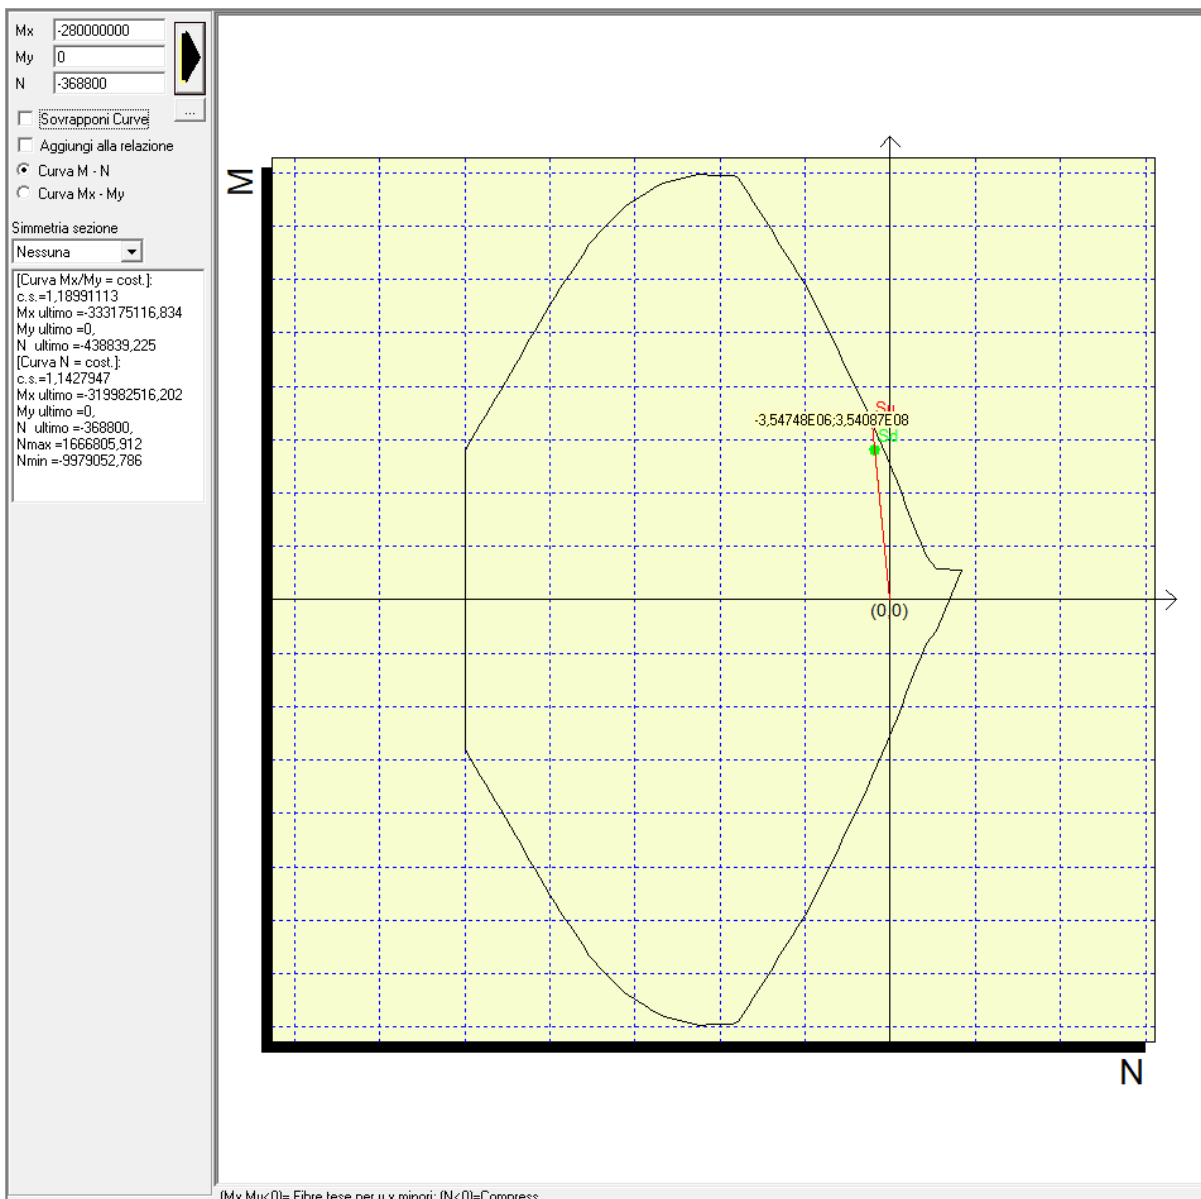 Mx -280000000
My 0
N -368800
...
Sovrapponi Curve
Aggiungi alla relazione
Curva M - N
Curva Mx - My
Simmetria sezione
Nessuna
[Curva Mx/My = cost.]:
c.s.=1,18991113
Mx ultimo =-333175116,834
My ultimo =0,
N ultimo =-438839,225
[Curva N = cost.]:
c.s.=1,1427947
Mx ultimo =-319982516,202
My ultimo =0,
N ultimo =-368800,
Nmax =1666805,912
Nmin =-9979052,786
M
Su
-3,54748E06;3,54087E08
Sd
(0,0)
N
(Mx,My<0)= Fibre tese per y,x minori; (N<0)=Compress.